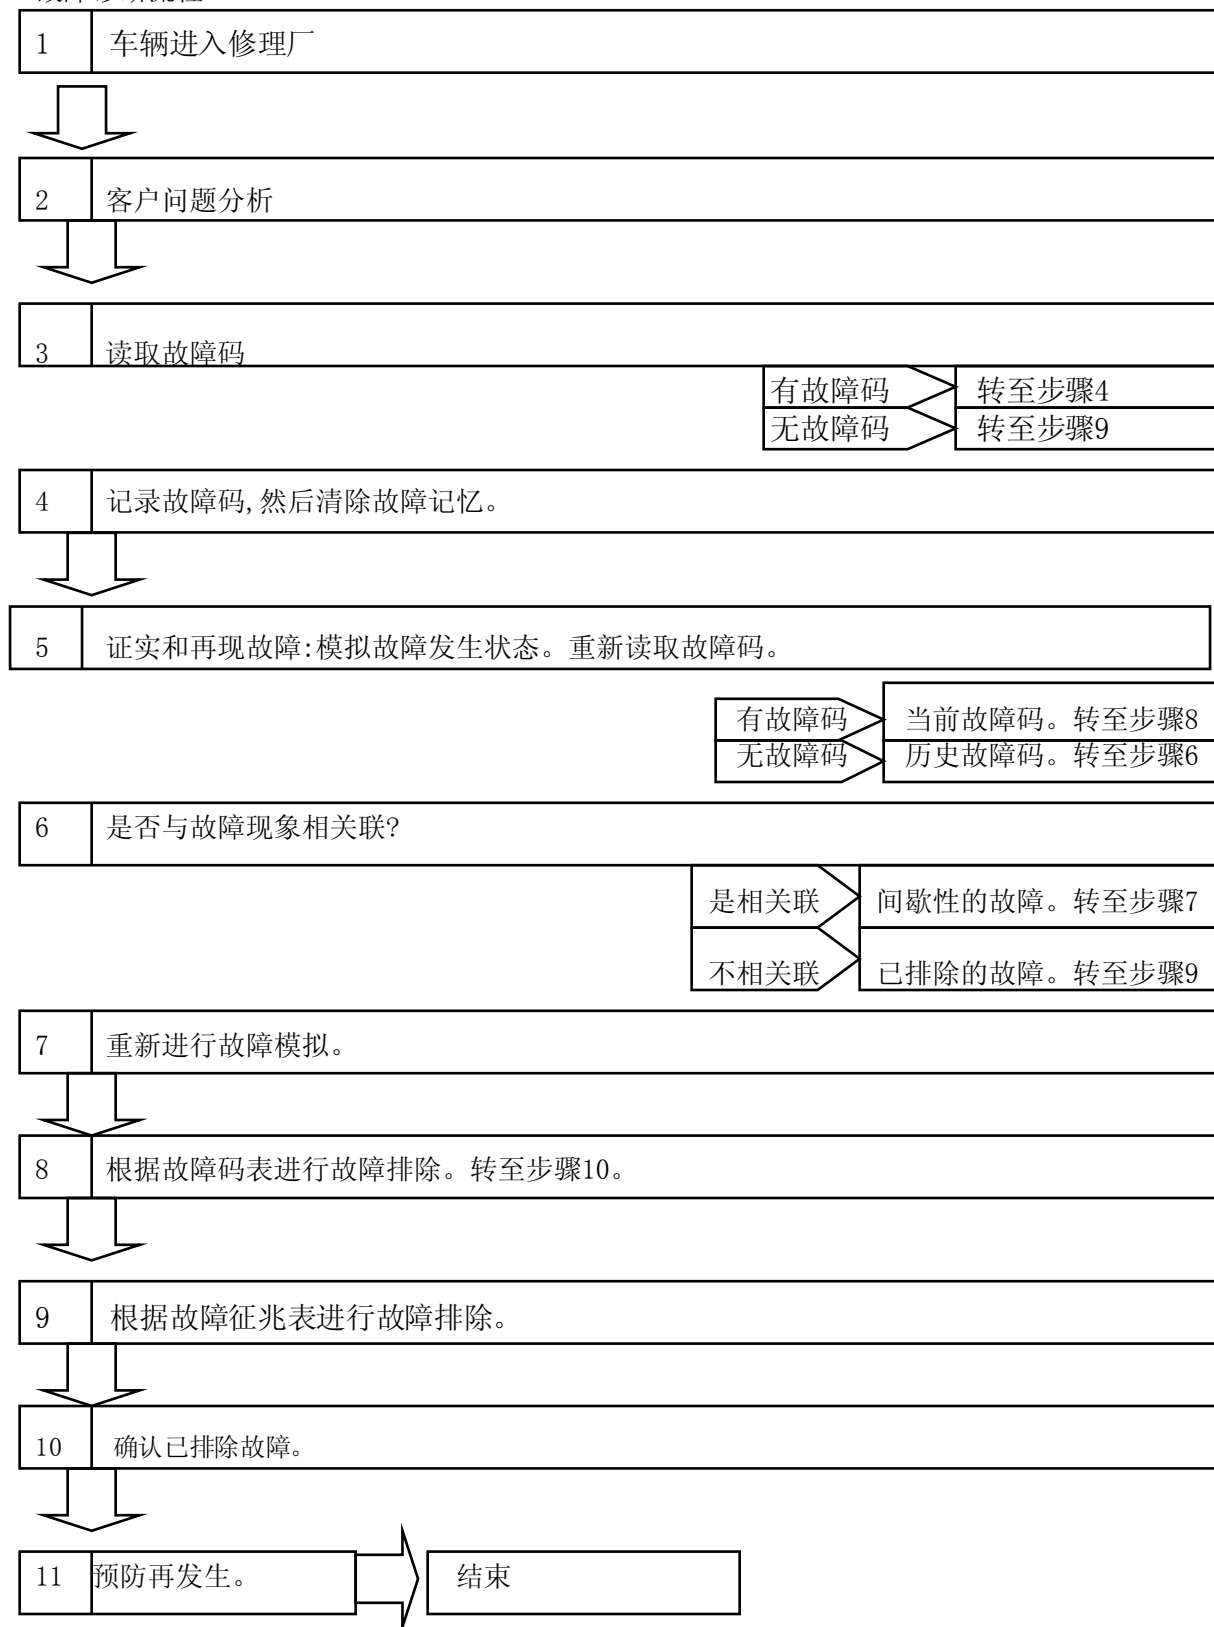 1 车辆进入修理厂
2 客户问题分析
3 读取故障码
有故障码 转至步骤4
无故障码 转至步骤9
4 记录故障码,然后清除故障记忆。
5 证实和再现故障:模拟故障发生状态。重新读取故障码。
有故障码 当前故障码。转至步骤8
无故障码 历史故障码。转至步骤6
6 是否与故障现象相关联?
是相关联 间歇性的故障。转至步骤7
不相关联 已排除的故障。转至步骤9
7 重新进行故障模拟。
8 根据故障码表进行故障排除。转至步骤10。
9 根据故障征兆表进行故障排除。
10 确认已排除故障。
11 预防再发生。 结束